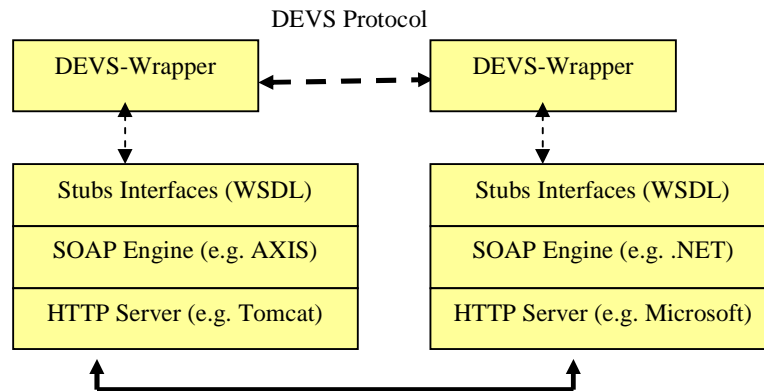 DEVS Protocol
DEVS-Wrapper
DEVS-Wrapper
Stubs Interfaces (WSDL)
SOAP Engine (e.g. AXIS)
HTTP Server (e.g. Tomcat)
Stubs Interfaces (WSDL)
SOAP Engine (e.g. .NET)
HTTP Server (e.g. Microsoft)